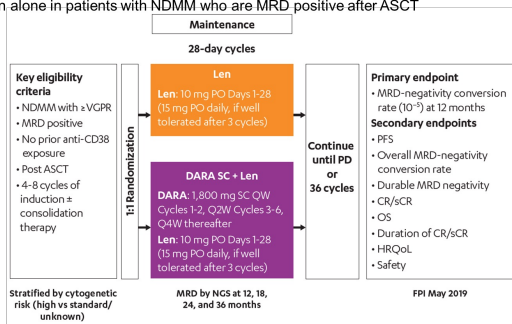 alone in patients with NDMM who are MRD positive after ASCT
Maintenance
28-day cycles
Key eligibility
criteria
• NDMM with ≥VGPR
• MRD positive
• No prior anti-CD38
exposure
• Post ASCT
• 4-8 cycles of
induction ±
consolidation
therapy
1:1 Randomization
Len
Len: 10 mg PO Days 1-28
(15 mg PO daily, if well
tolerated after 3 cycles)
DARA SC + Len
DARA: 1,800 mg SC QW
Cycles 1-2, Q2W Cycles 3-6,
Q4W thereafter
Len: 10 mg PO Days 1-28
(15 mg PO daily, if well
tolerated after 3 cycles)
Continue
until PD
or
36 cycles
Primary endpoint
• MRD-negativity conversion
rate (10⁻⁵) at 12 months
Secondary endpoints
• PFS
• Overall MRD-negativity
conversion rate
• Durable MRD negativity
• CR/sCR
• OS
• Duration of CR/sCR
• HRQoL
• Safety
Stratified by cytogenetic
risk (high vs standard/
unknown)
MRD by NGS at 12, 18,
24, and 36 months
FPI May 2019